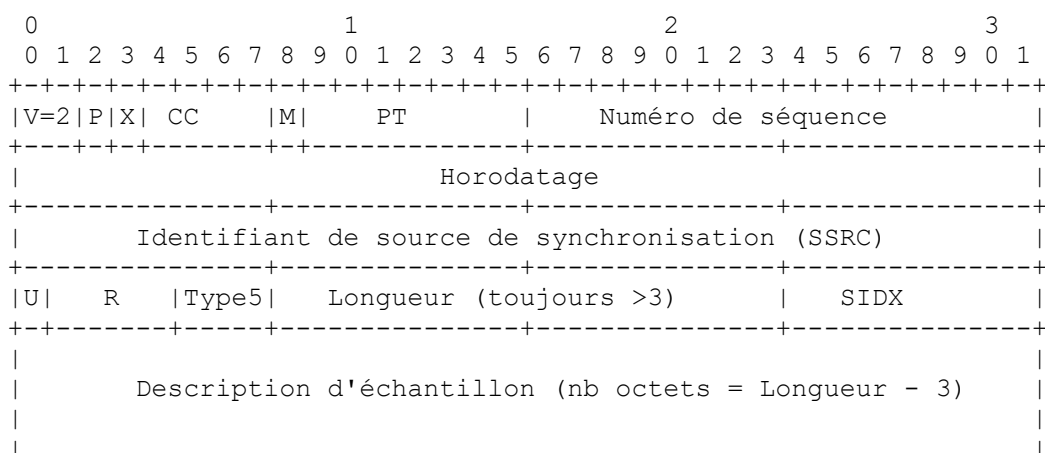 0                   1                   2                   3
 0 1 2 3 4 5 6 7 8 9 0 1 2 3 4 5 6 7 8 9 0 1 2 3 4 5 6 7 8 9 0 1
+-+-+-+-+-+-+-+-+-+-+-+-+-+-+-+-+-+-+-+-+-+-+-+-+-+-+-+-+-+-+-+-+
|V=2|P|X| CC    |M|    PT       |    Numéro de séquence         |
+---+-+-+-------+-+-------------+---------------+---------------+
|                          Horodatage                           |
+---------------+---------------+---------------+---------------+
|       Identifiant de source de synchronisation (SSRC)         |
+---------------+---------------+---------------+---------------+
|U|   R   |Type5|   Longueur (toujours >3)      |   SIDX        |
+-+-------+-----+---------------+---------------+---------------+
|                                                               |
|       Description d'échantillon (nb octets = Longueur - 3)    |
|                                                               |
|                                                               |